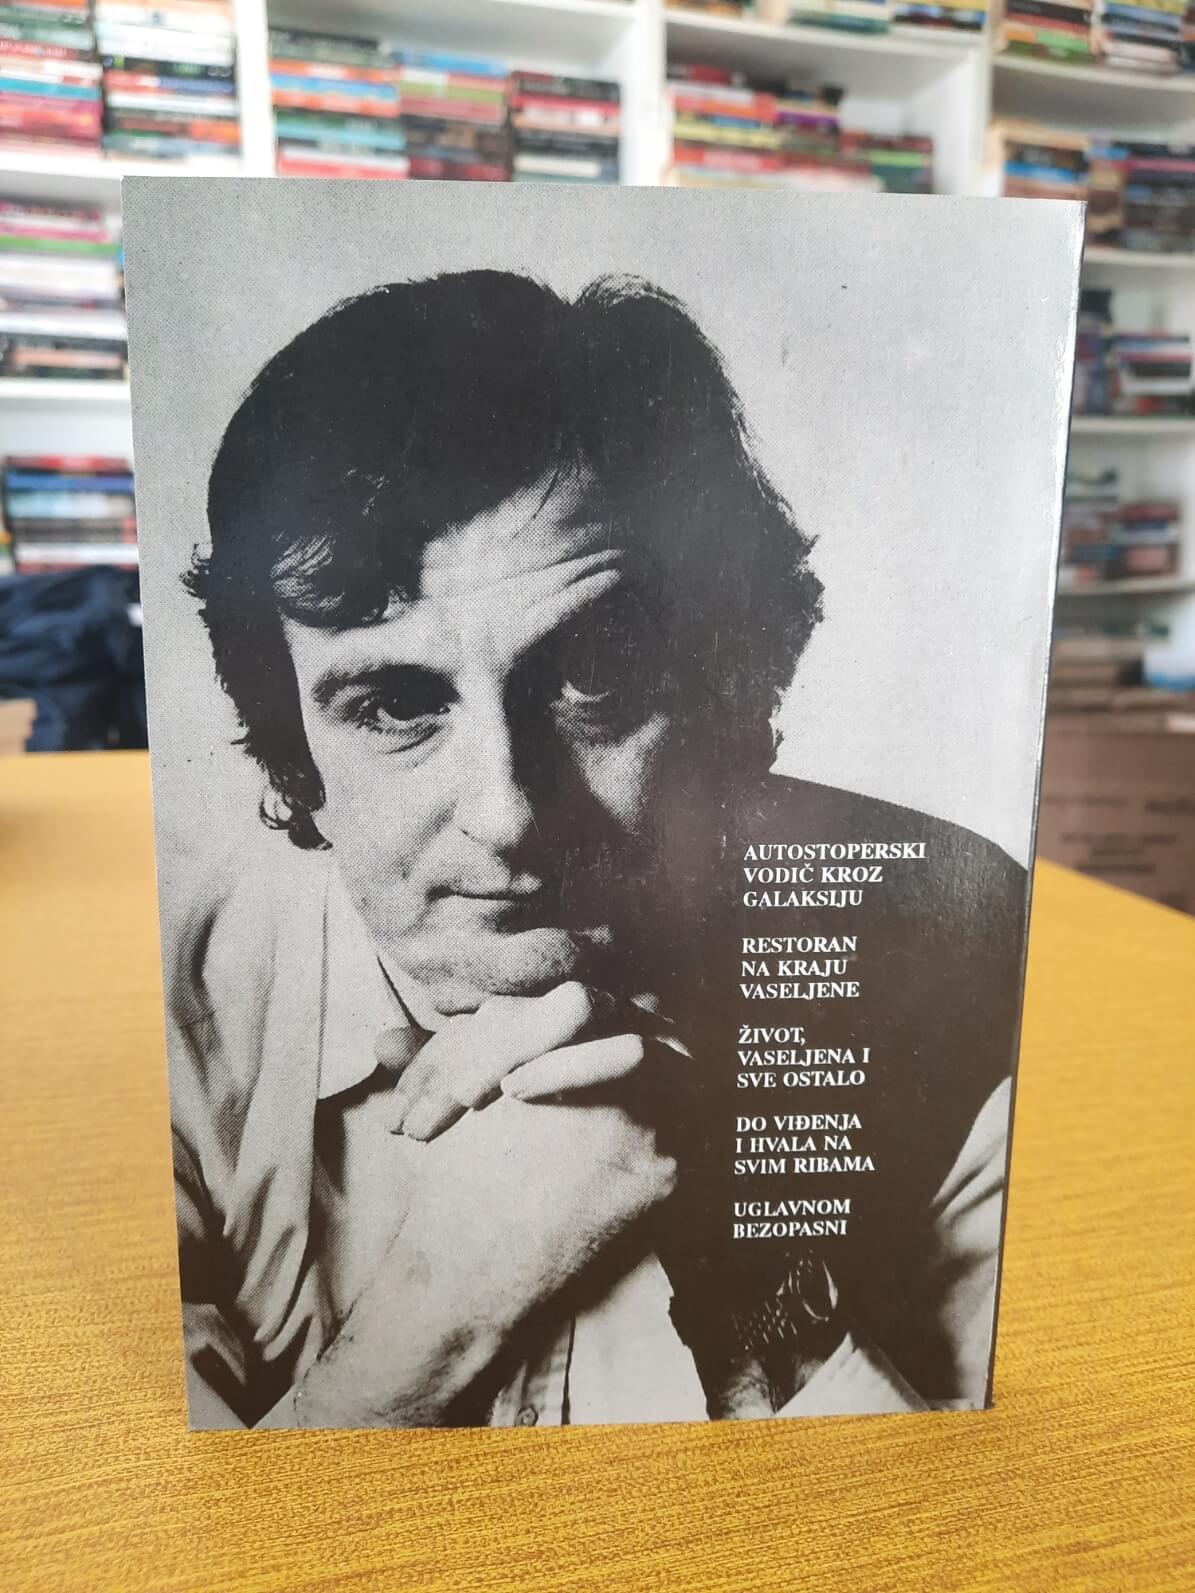 AUTOSTOPERSKI
VODIČ KROZ
GALAKSIJU
RESTORAN
NA KRAJU
VASELJENE
ŽIVOT,
VASELJENA I
SVE OSTALO
DO VIĐENJA
I HVALA NA
SVIM RIBAMA
UGLAVNOM
BEZOPASNI